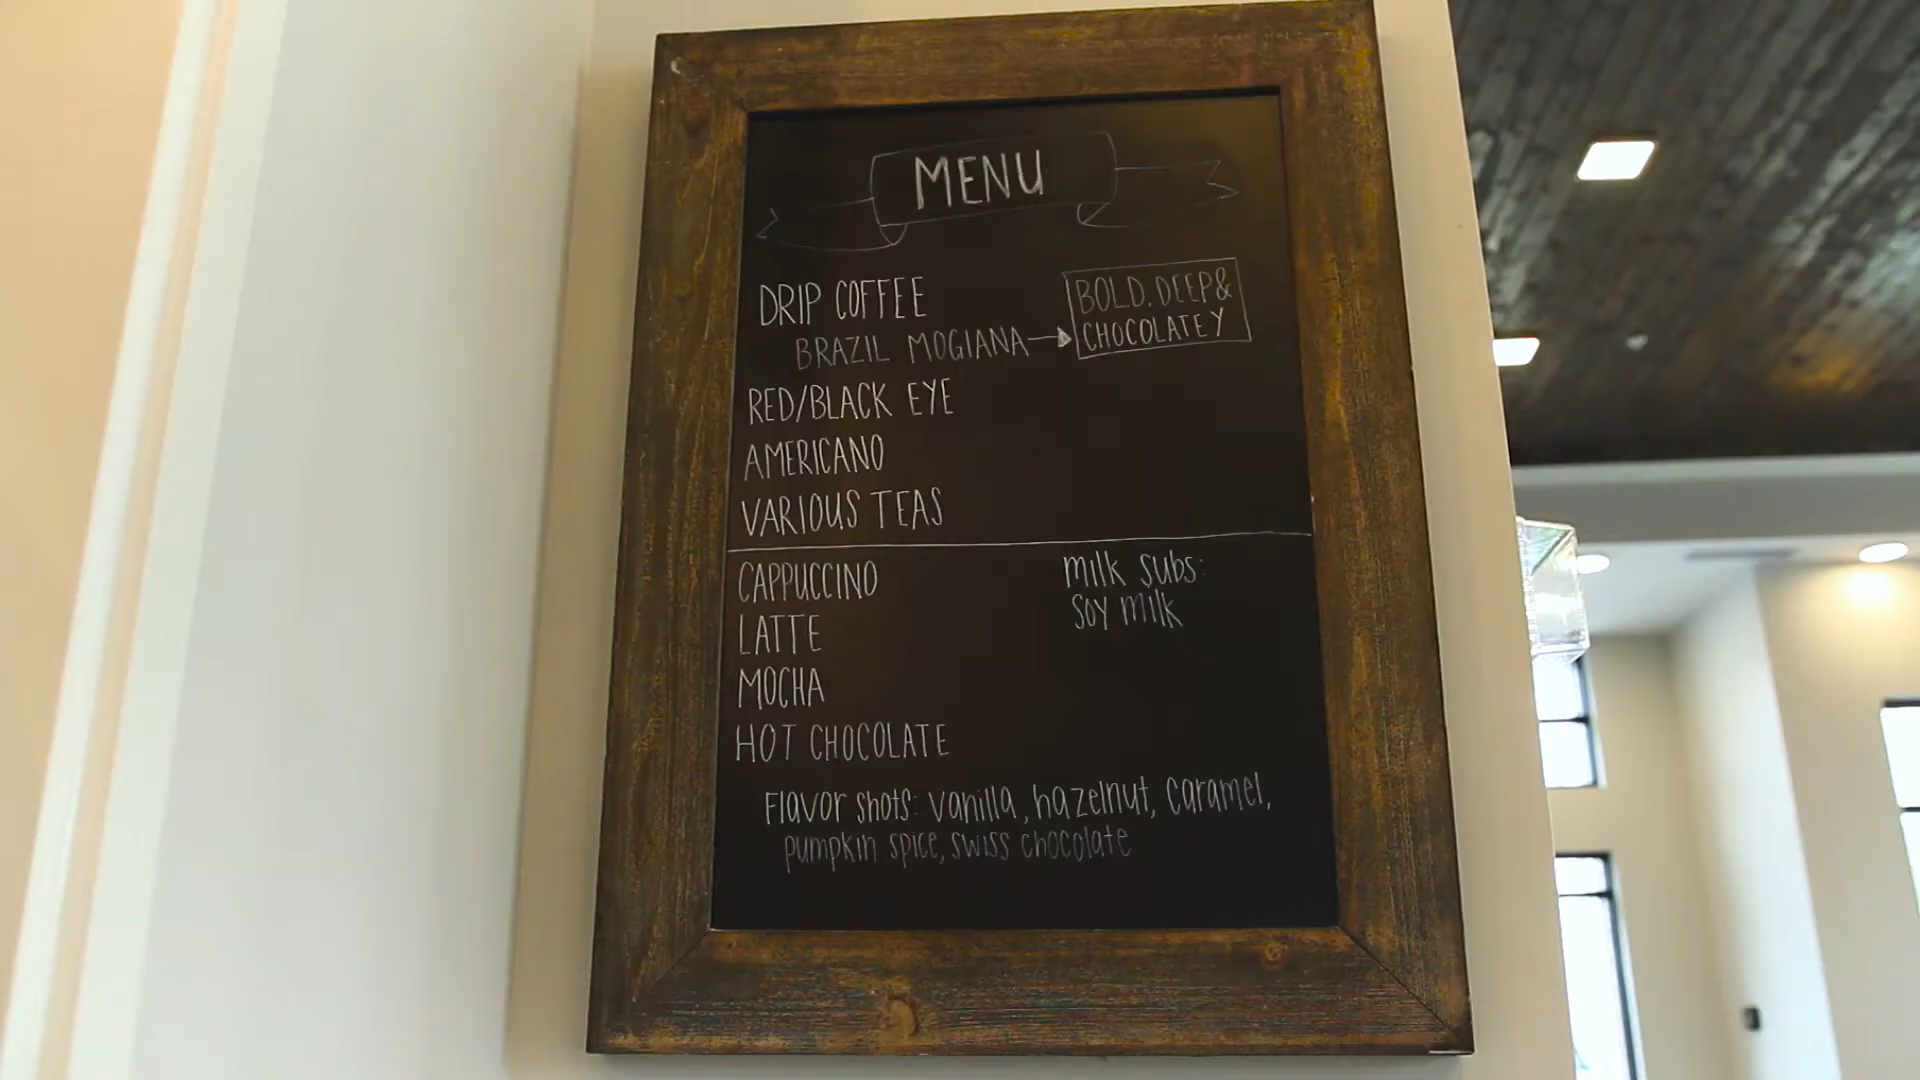 MENU
DRIP COFFEE
BRAZIL MOGIANA
BOLD, DEEP &
CHOCOLATEY
RED/BLACK EYE
AMERICANO
VARIOUS TEAS
CAPPUCCINO
LATTE
MOCHA
HOT CHOCOLATE
milk subs:
soy milk
Flavor shots: vanilla, hazelnut, caramel,
pumpkin spice, swiss chocolate